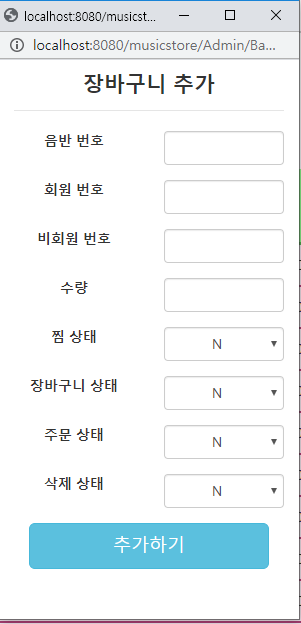 localhost:8080/musicst...
localhost:8080/musicstore/Admin/Ba...
장바구니 추가
음반 번호
회원 번호
비회원 번호
수량
찜 상태
N
장바구니 상태
N
주문 상태
N
삭제 상태
N
추가하기